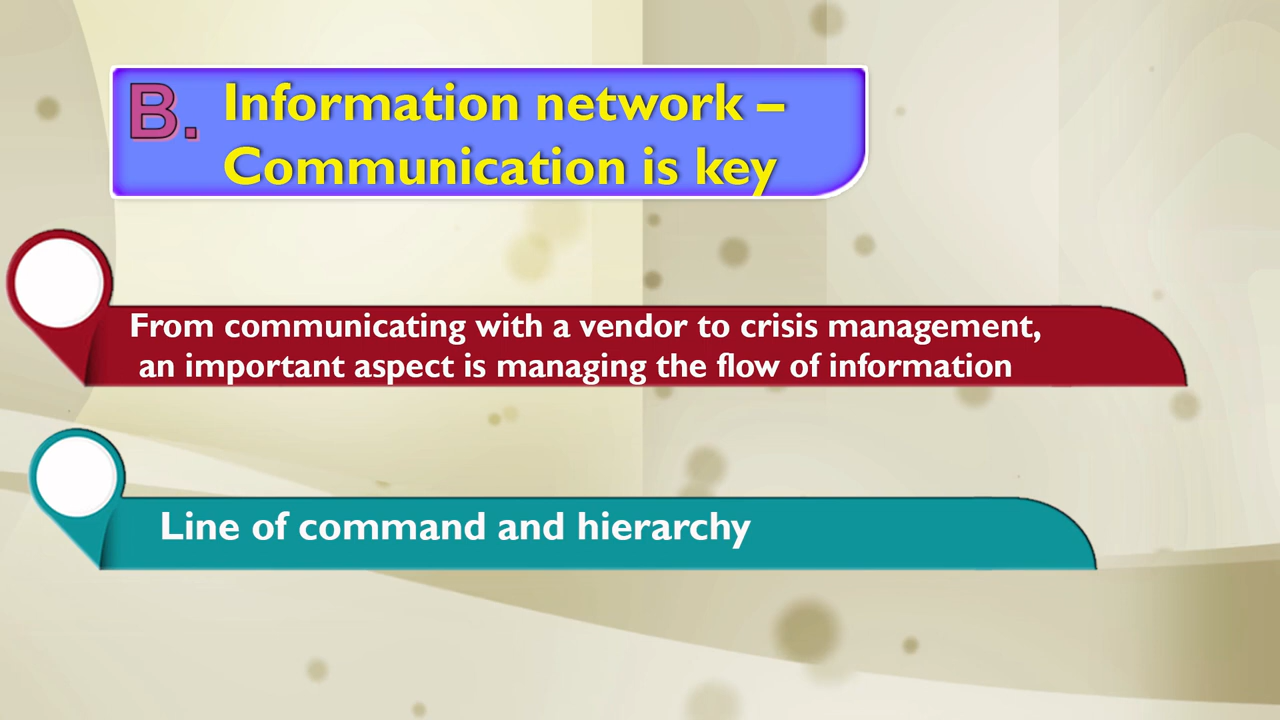 B. Information network –
Communication is key
From communicating with a vendor to crisis management,
an important aspect is managing the flow of information
Line of command and hierarchy